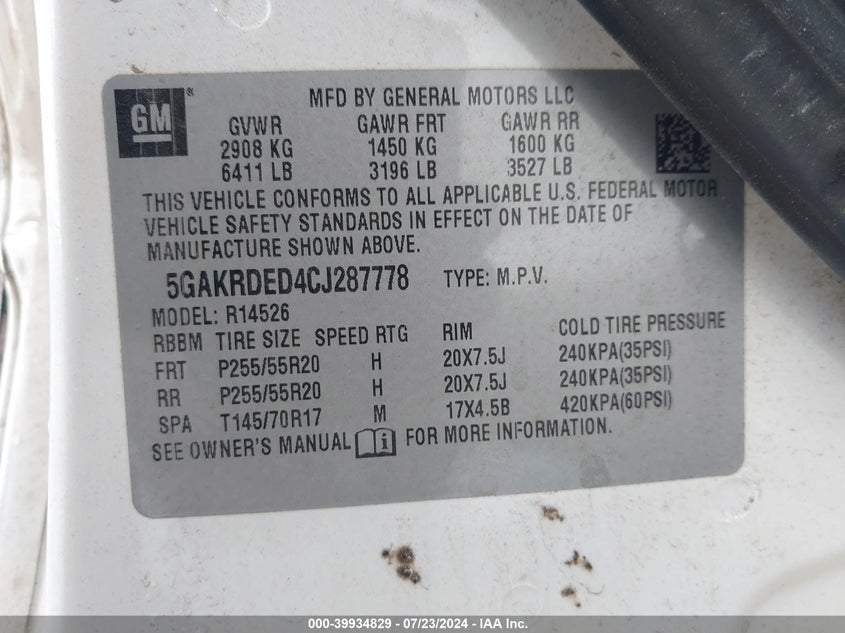 GM®
MFD BY GENERAL MOTORS LLC
GVWR GAWR FRT GAWR RR
2908 KG 1450 KG 1600 KG
6411 LB 3196 LB 3527 LB
THIS VEHICLE CONFORMS TO ALL APPLICABLE U.S. FEDERAL MOTOR
VEHICLE SAFETY STANDARDS IN EFFECT ON THE DATE OF
MANUFACTURE SHOWN ABOVE.
5GAKRDED4CJ287778 TYPE: M.P.V.
MODEL: R14526
RBBM TIRE SIZE SPEED RTG RIM COLD TIRE PRESSURE
FRT P255/55R20 H 20X7.5J 240KPA(35PSI)
RR P255/55R20 H 20X7.5J 240KPA(35PSI)
SPA T145/70R17 M 17X4.5B 420KPA(60PSI)
SEE OWNER'S MANUAL i FOR MORE INFORMATION.
000-39934829 / 07/23/2024 - IAA Inc.